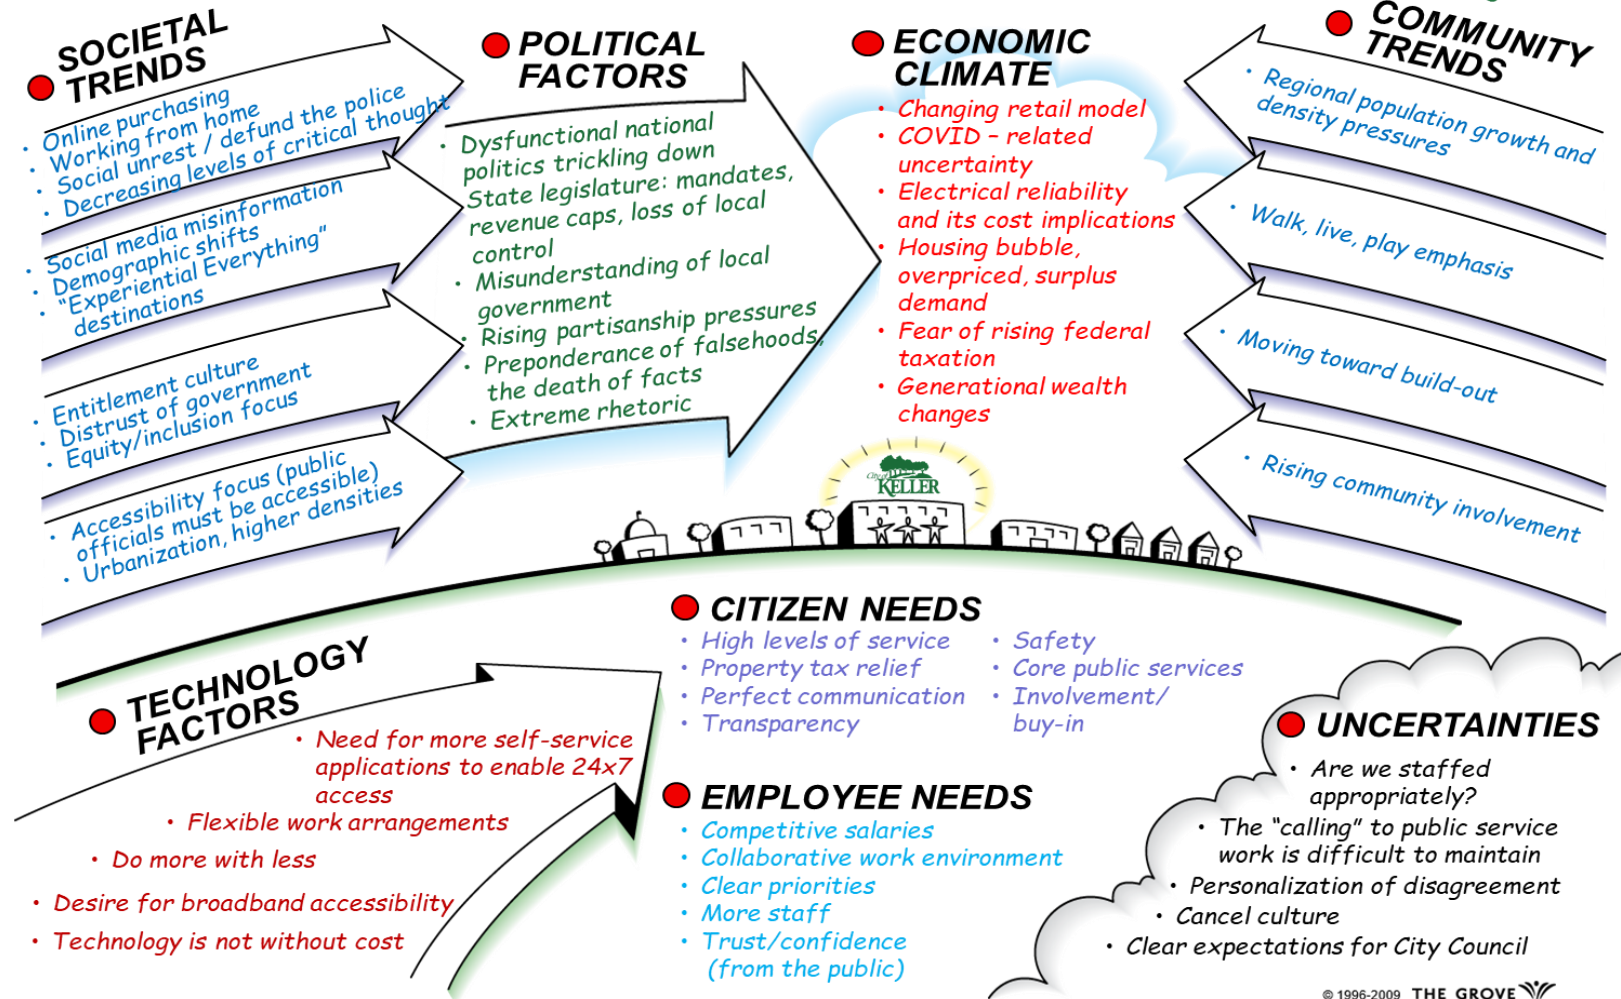 SOCIETAL
TRENDS
• Online purchasing
• Working from home
• Social unrest / defund the police
• Decreasing levels of critical thought
• Social media misinformation
• Demographic shifts
• "Experiential Everything"
destinations
• Entitlement culture
• Distrust of government
• Equity/inclusion focus
• Accessibility focus (public
officials must be accessible)
• Urbanization, higher densities
POLITICAL
FACTORS
• Dysfunctional national
politics trickling down
State legislature: mandates,
revenue caps, loss of local
control
• Misunderstanding of local
government
• Rising partisanship pressures
• Preponderance of falsehoods,
the death of facts
• Extreme rhetoric
ECONOMIC
CLIMATE
• Changing retail model
• COVID – related
uncertainty
• Electrical reliability
and its cost implications
• Housing bubble,
overpriced, surplus
demand
• Fear of rising federal
taxation
• Generational wealth
changes
COMMUNITY
TRENDS
• Regional population growth and
density pressures
• Walk, live, play emphasis
• Moving toward build-out
• Rising community involvement
City of
KELLER
CITIZEN NEEDS
• High levels of service
• Property tax relief
• Perfect communication
• Transparency
• Safety
• Core public services
• Involvement/
buy-in
TECHNOLOGY
FACTORS
• Need for more self-service
applications to enable 24x7
access
• Flexible work arrangements
• Do more with less
• Desire for broadband accessibility
• Technology is not without cost
EMPLOYEE NEEDS
• Competitive salaries
• Collaborative work environment
• Clear priorities
• More staff
• Trust/confidence
(from the public)
UNCERTAINTIES
• Are we staffed
appropriately?
• The "calling" to public service
work is difficult to maintain
• Personalization of disagreement
• Cancel culture
• Clear expectations for City Council
© 1996-2009 THE GROVE